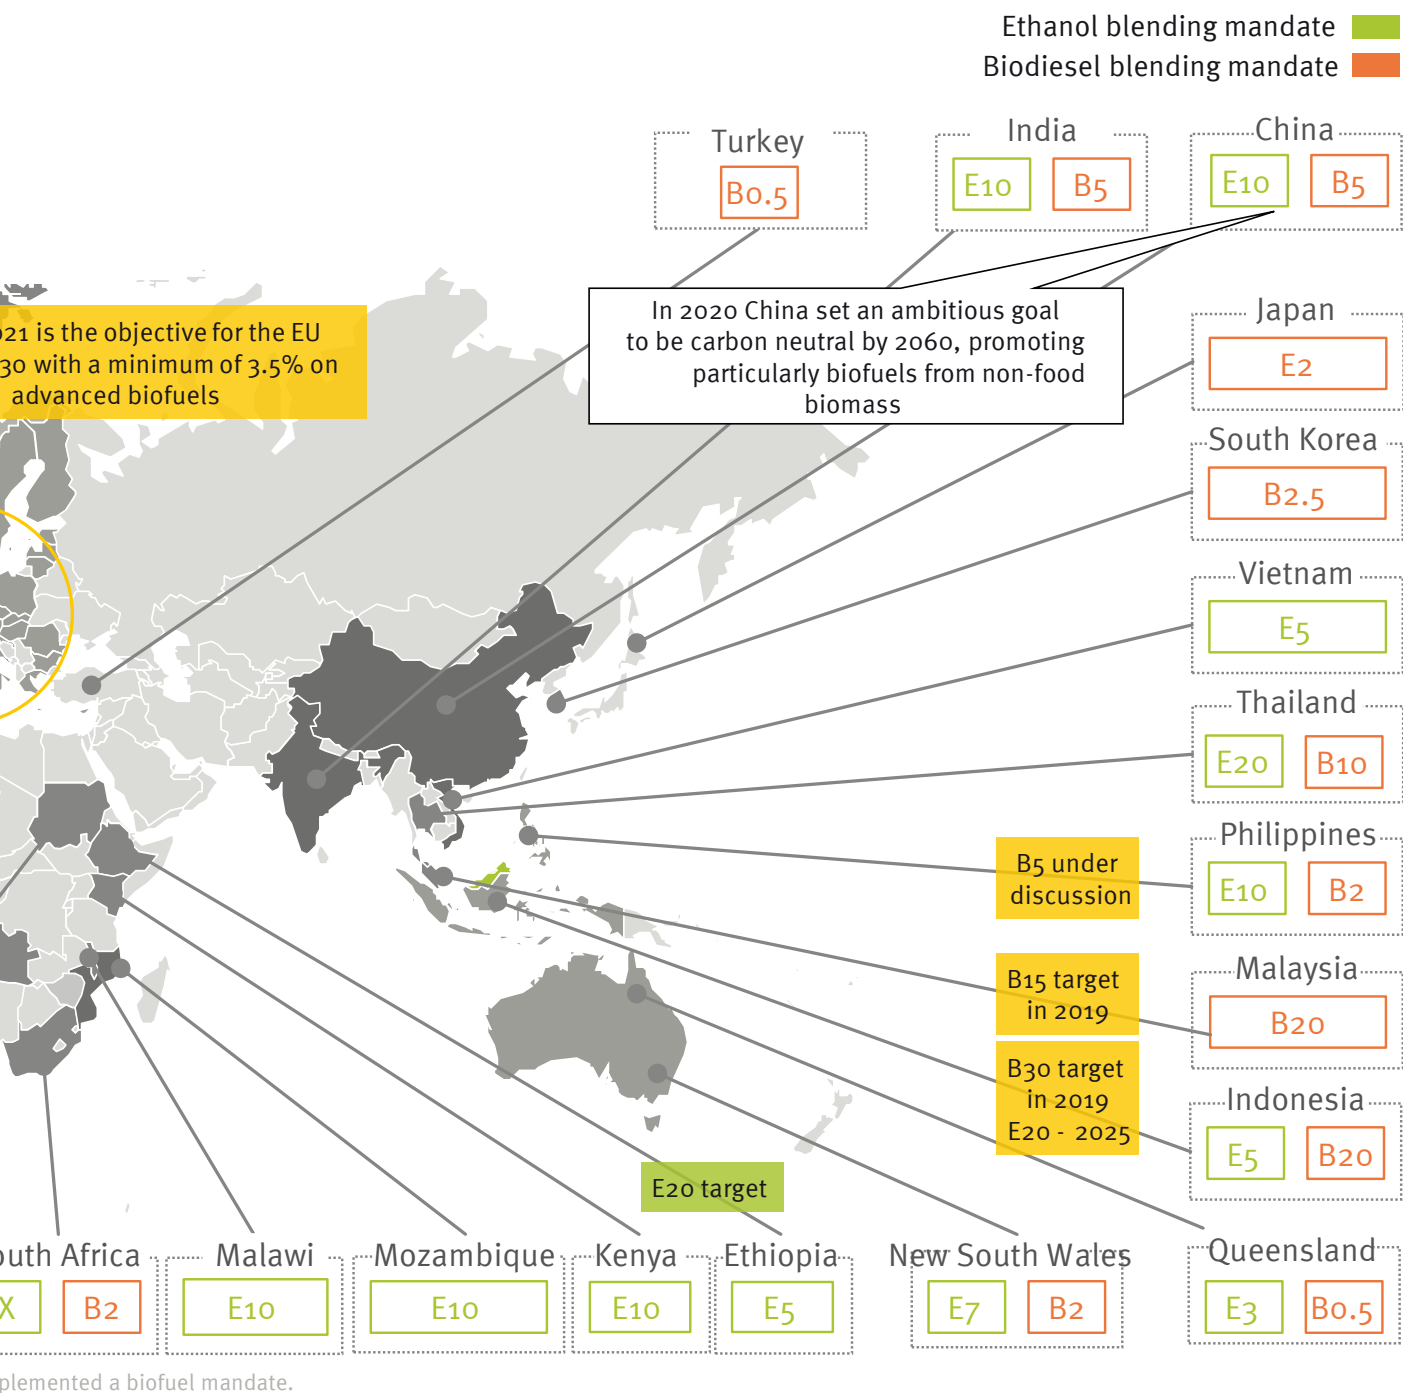 Ethanol blending mandate
Biodiesel blending mandate
Turkey
B0.5
India
E10 B5
China
E10 B5
In 2020 China set an ambitious goal
to be carbon neutral by 2060, promoting
particularly biofuels from non-food
biomass
21 is the objective for the EU
30 with a minimum of 3.5% on
advanced biofuels
Japan
E2
South Korea
B2.5
Vietnam
E5
Thailand
E20 B10
Philippines
E10 B2
B5 under
discussion
Malaysia
B20
B15 target
in 2019
Indonesia
E5 B20
B30 target
in 2019
E20 - 2025
E20 target
outh Africa
X B2
Malawi
E10
Mozambique
E10
Kenya
E10
Ethiopia
E5
New South Wales
E7 B2
Queensland
E3 B0.5
plemented a biofuel mandate.